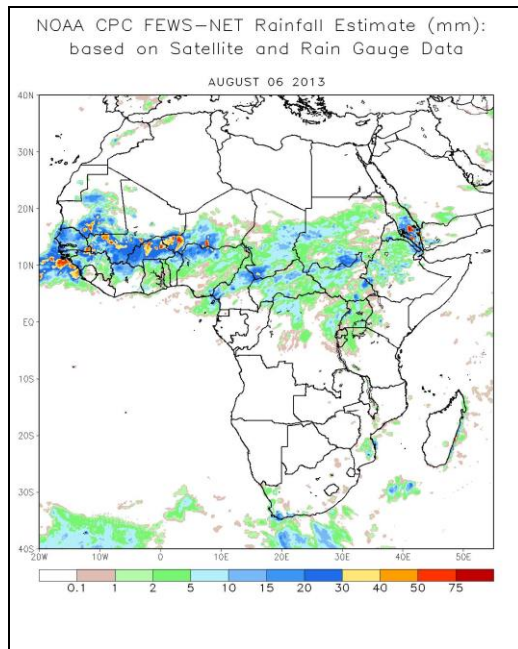 NOAA CPC FEWS-NET Rainfall Estimate (mm):
based on Satellite and Rain Gauge Data
AUGUST 06 2013
40N
30N
20N
10N
EQ
10S
20S
30S
40S
20W 10W 0 10E 20E 30E 40E 50E
0.1 1 2 5 10 15 20 30 40 50 75